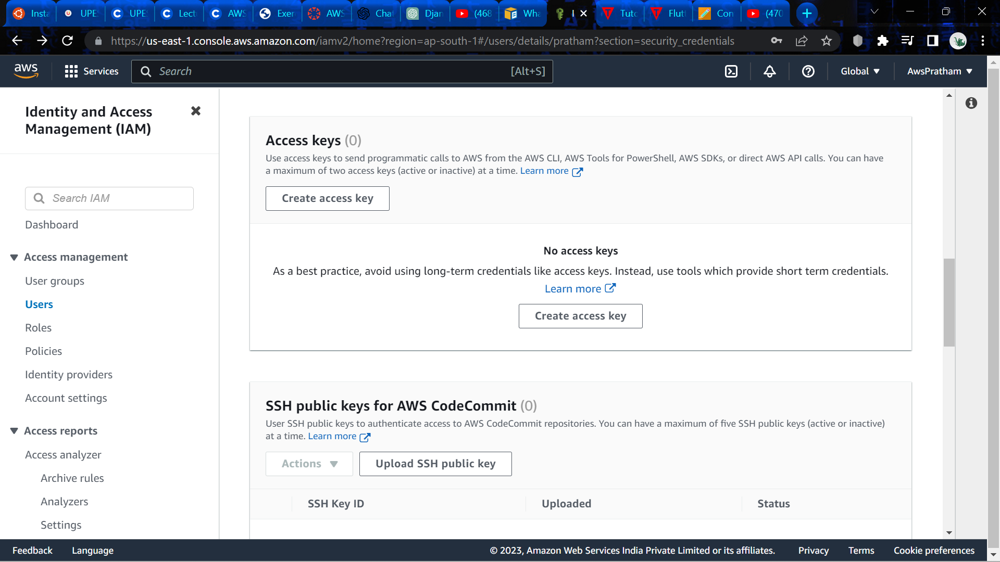 Insta
UPES
UPES
Lectu
AWS
Exer
AWS
Chat
Djan
(468
Wha
I
Tuto
Flutt
Con
(470
https://us-east-1.console.aws.amazon.com/iamv2/home?region=ap-south-1#/users/details/pratham?section=security_credentials
aws
Services
Search
[Alt+S]
Global
AwsPratham
Identity and Access
Management (IAM)
Search IAM
Dashboard
Access management
User groups
Users
Roles
Policies
Identity providers
Account settings
Access reports
Access analyzer
Archive rules
Analyzers
Settings
Access keys (0)
Use access keys to send programmatic calls to AWS from the AWS CLI, AWS Tools for PowerShell, AWS SDKs, or direct AWS API calls. You can have
a maximum of two access keys (active or inactive) at a time. Learn more
Create access key
No access keys
As a best practice, avoid using long-term credentials like access keys. Instead, use tools which provide short term credentials.
Learn more
Create access key
SSH public keys for AWS CodeCommit (0)
User SSH public keys to authenticate access to AWS CodeCommit repositories. You can have a maximum of five SSH public keys (active or inactive)
at a time. Learn more
Actions
Upload SSH public key
SSH Key ID
Uploaded
Status
Feedback
Language
© 2023, Amazon Web Services India Private Limited or its affiliates.
Privacy
Terms
Cookie preferences